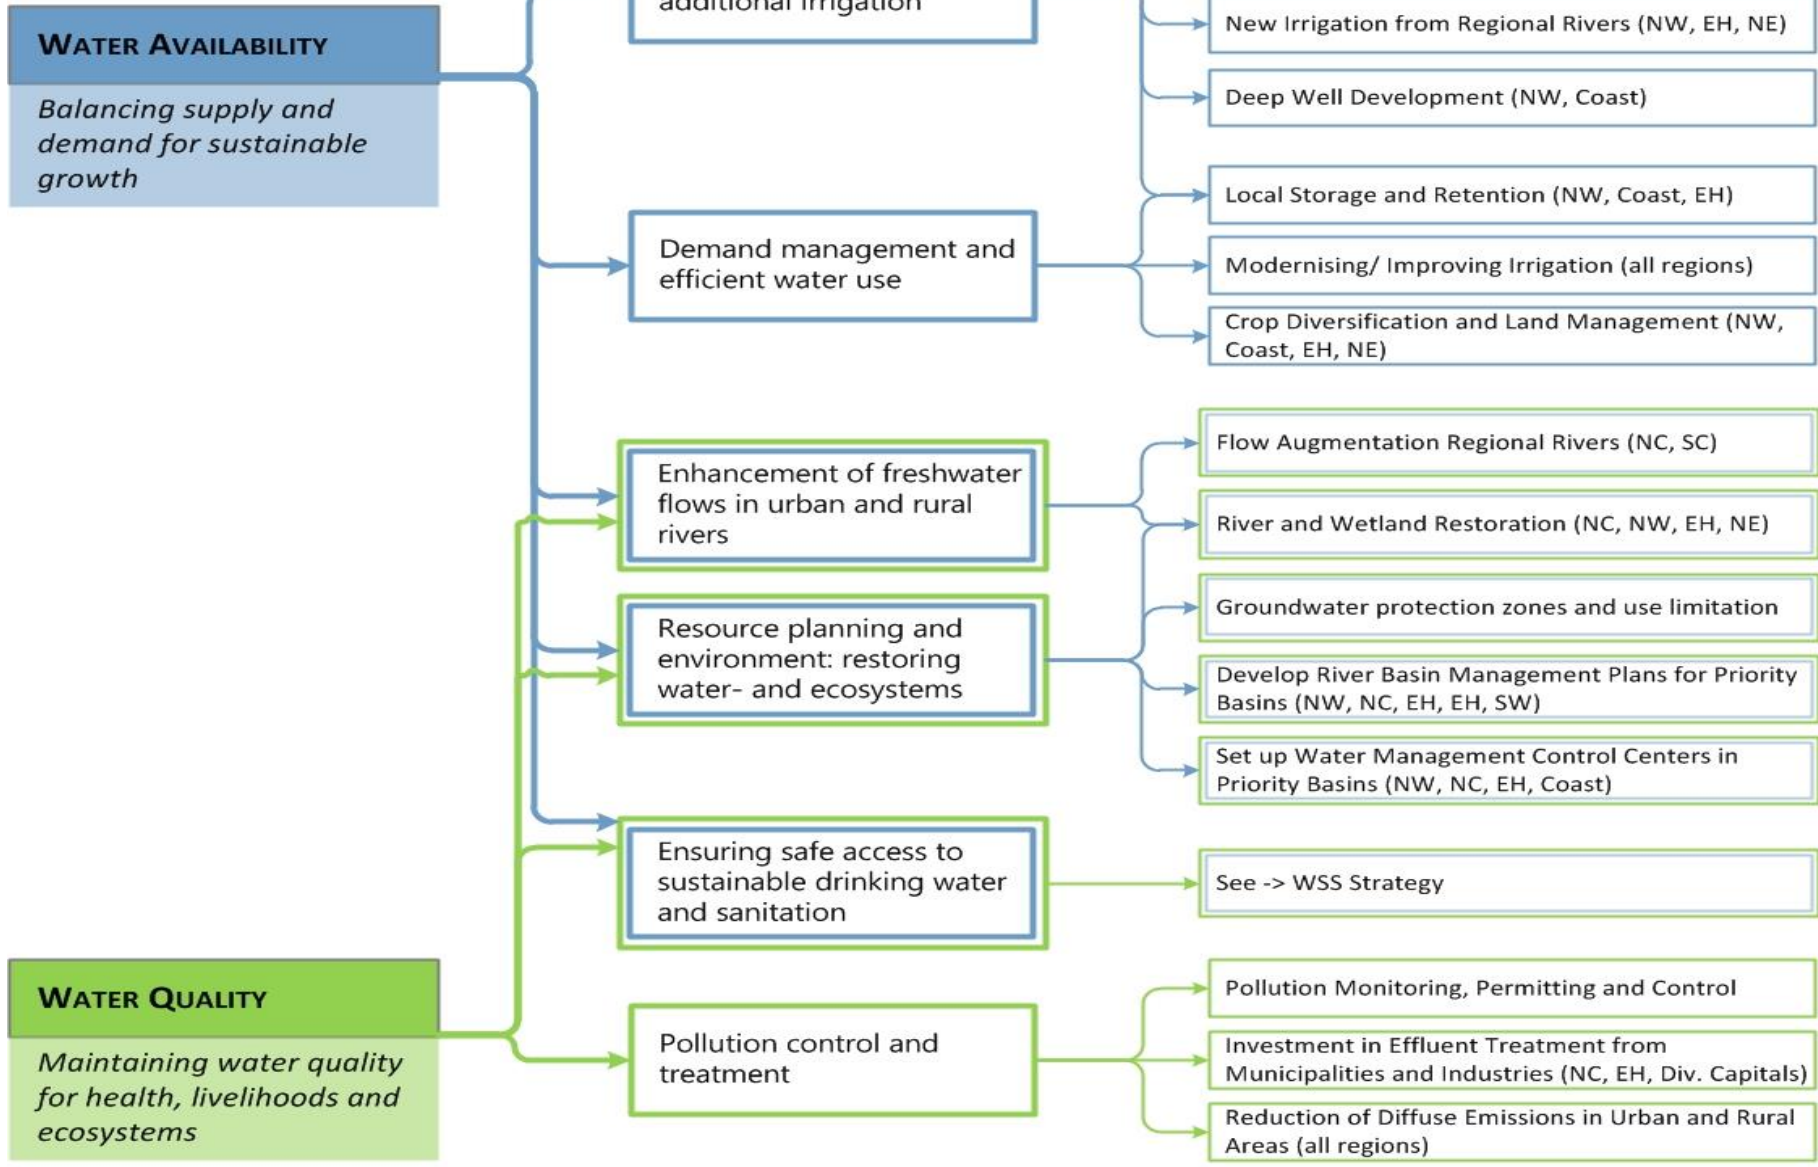 additional irrigation
WATER AVAILABILITY
Balancing supply and
demand for sustainable
growth
New Irrigation from Regional Rivers (NW, EH, NE)
Deep Well Development (NW, Coast)
Demand management and
efficient water use
Local Storage and Retention (NW, Coast, EH)
Modernising/ Improving Irrigation (all regions)
Crop Diversification and Land Management (NW,
Coast, EH, NE)
Enhancement of freshwater
flows in urban and rural
rivers
Flow Augmentation Regional Rivers (NC, SC)
River and Wetland Restoration (NC, NW, EH, NE)
Resource planning and
environment: restoring
water- and ecosystems
Groundwater protection zones and use limitation
Develop River Basin Management Plans for Priority
Basins (NW, NC, EH, EH, SW)
Set up Water Management Control Centers in
Priority Basins (NW, NC, EH, Coast)
Ensuring safe access to
sustainable drinking water
and sanitation
See -> WSS Strategy
WATER QUALITY
Maintaining water quality
for health, livelihoods and
ecosystems
Pollution control and
treatment
Pollution Monitoring, Permitting and Control
Investment in Effluent Treatment from
Municipalities and Industries (NC, EH, Div. Capitals)
Reduction of Diffuse Emissions in Urban and Rural
Areas (all regions)